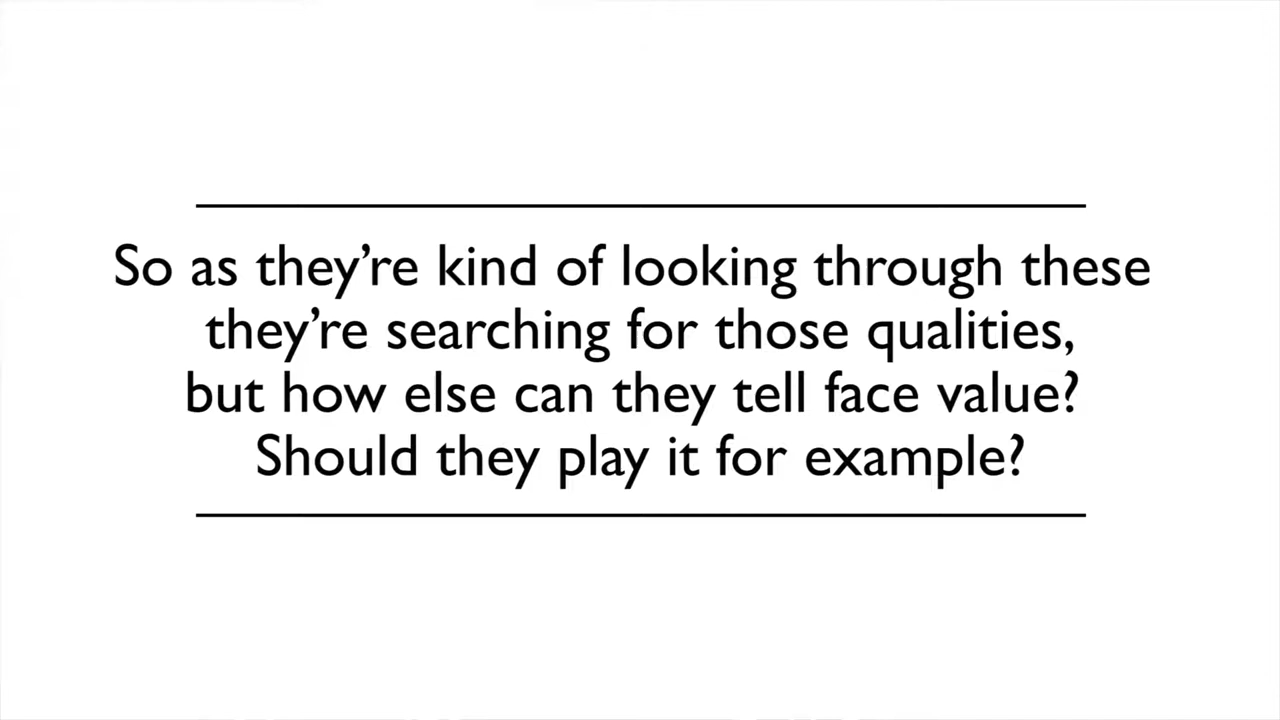 So as they’re kind of looking through these
they’re searching for those qualities,
but how else can they tell face value?
Should they play it for example?